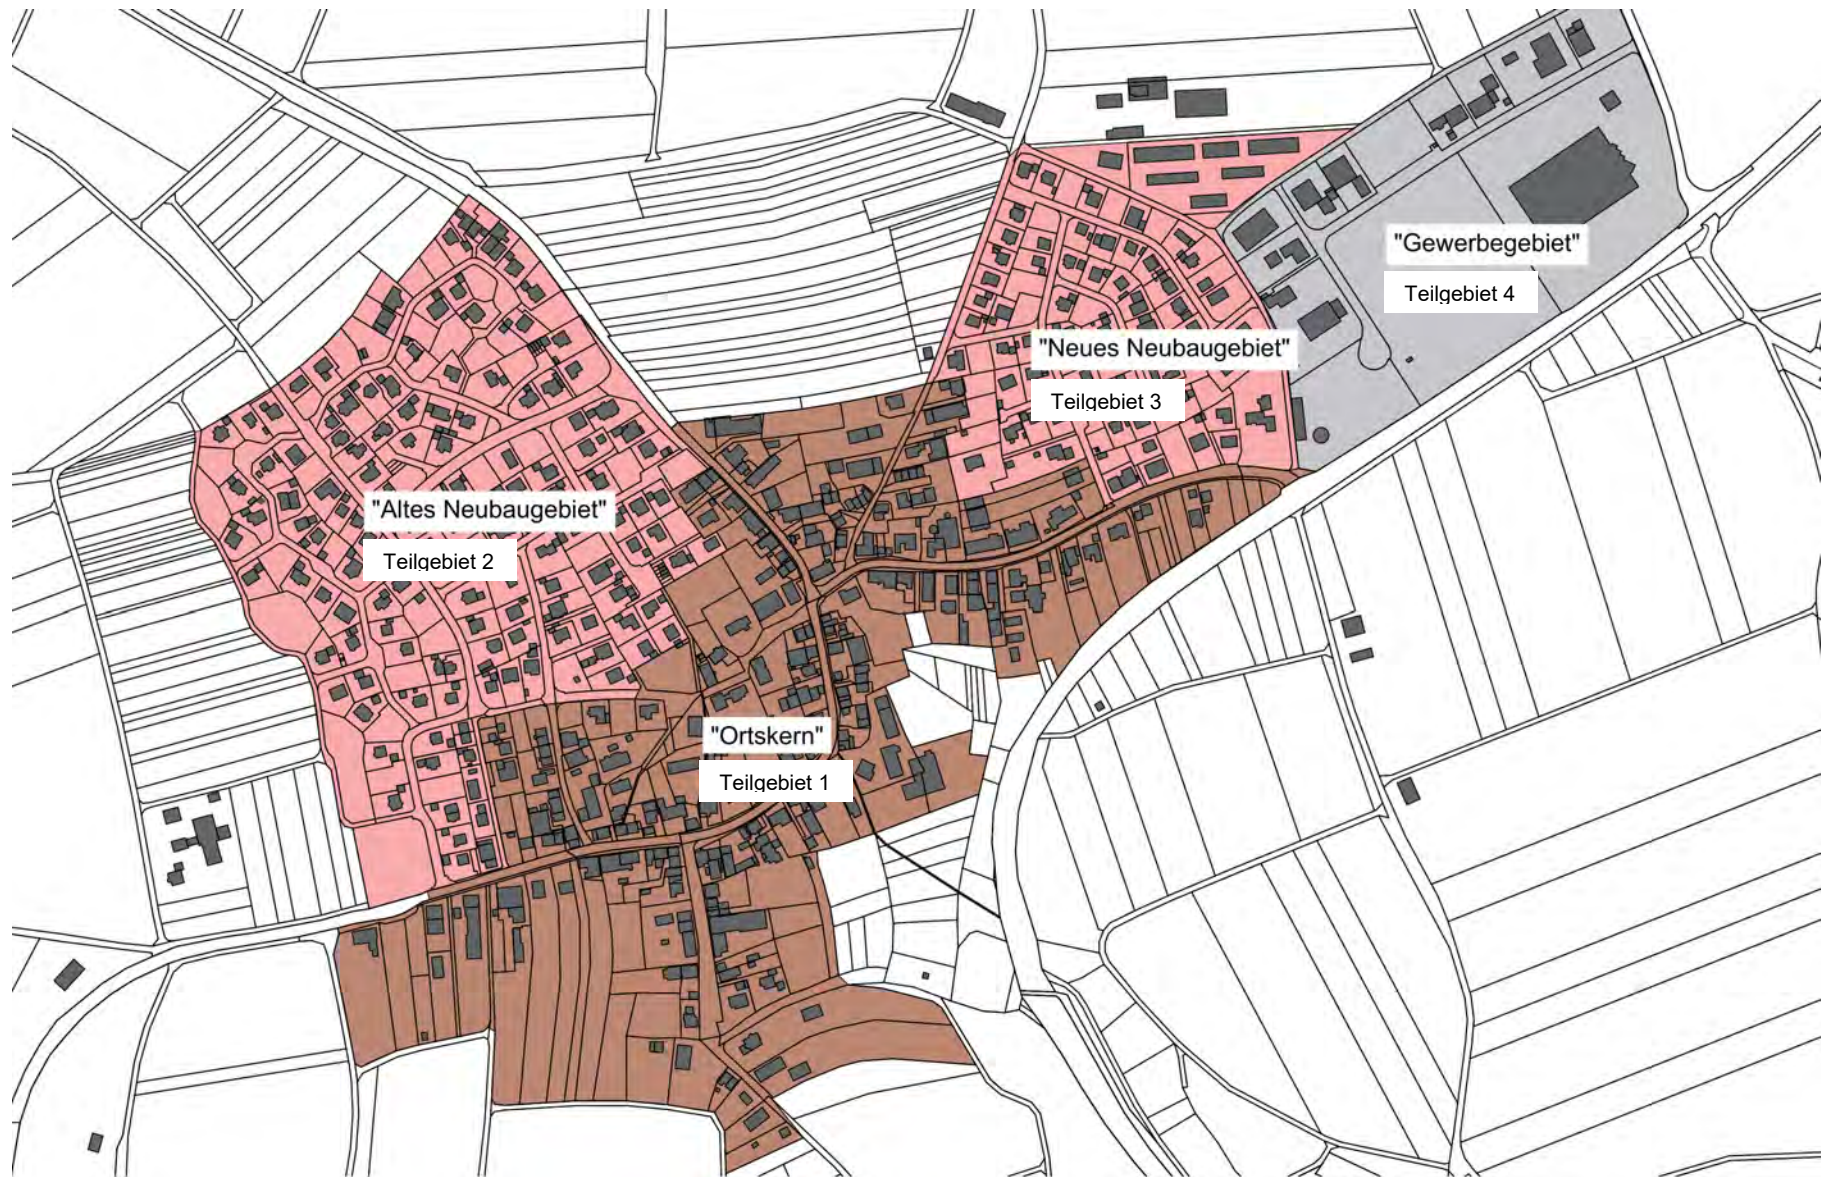 "Gewerbegebiet"
Teilgebiet 4
"Neues Neubaugebiet"
Teilgebiet 3
"Altes Neubaugebiet"
Teilgebiet 2
"Ortskern"
Teilgebiet 1